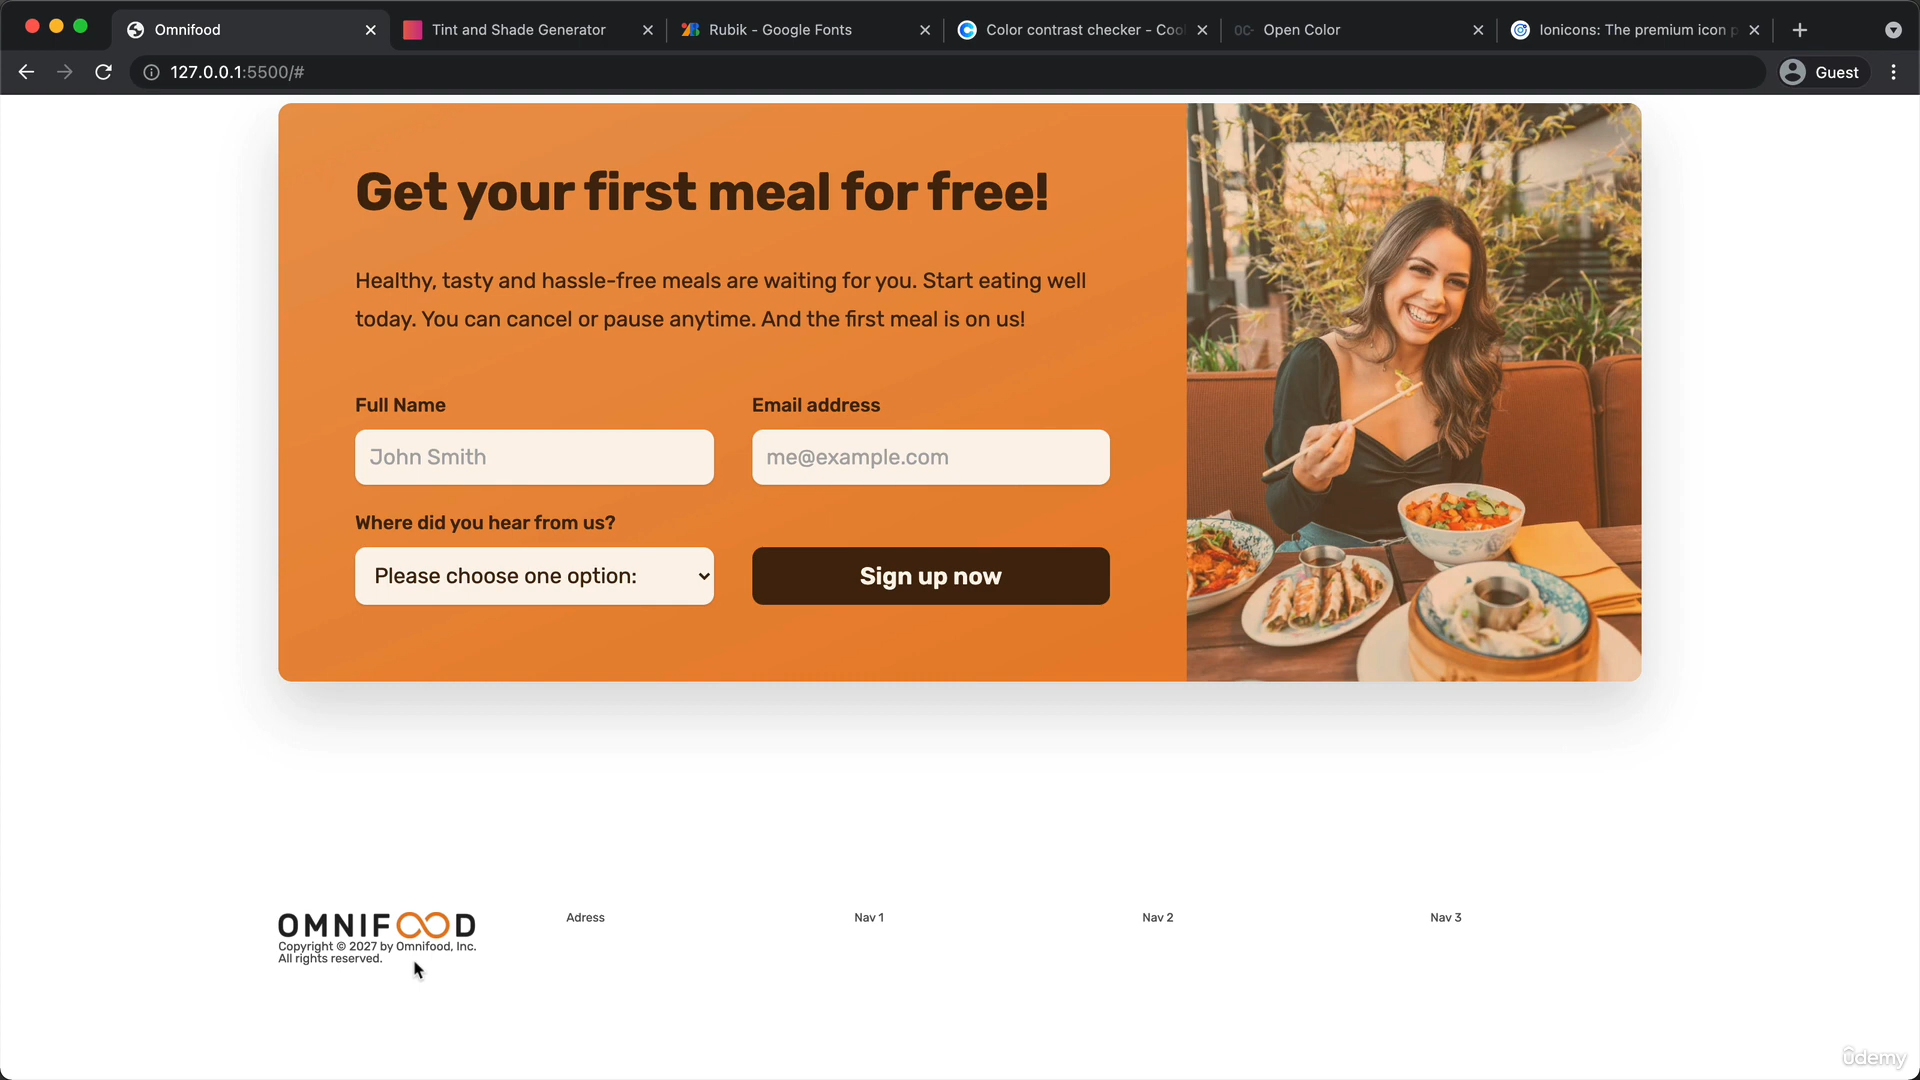 Omnifood
Tint and Shade Generator
Rubik - Google Fonts
Color contrast checker - Coo
OC-
Open Color
Ionicons: The premium icon p
127.0.0.1:5500/#
Guest
Get your first meal for free!
Healthy, tasty and hassle-free meals are waiting for you. Start eating well
today. You can cancel or pause anytime. And the first meal is on us!
Full Name
Email address
John Smith
me@example.com
Where did you hear from us?
Please choose one option:
Sign up now
OMNIFOOD
Copyright © 2027 by Omnifood, Inc.
All rights reserved.
Adress
Nav 1
Nav 2
Nav 3
ûdemy